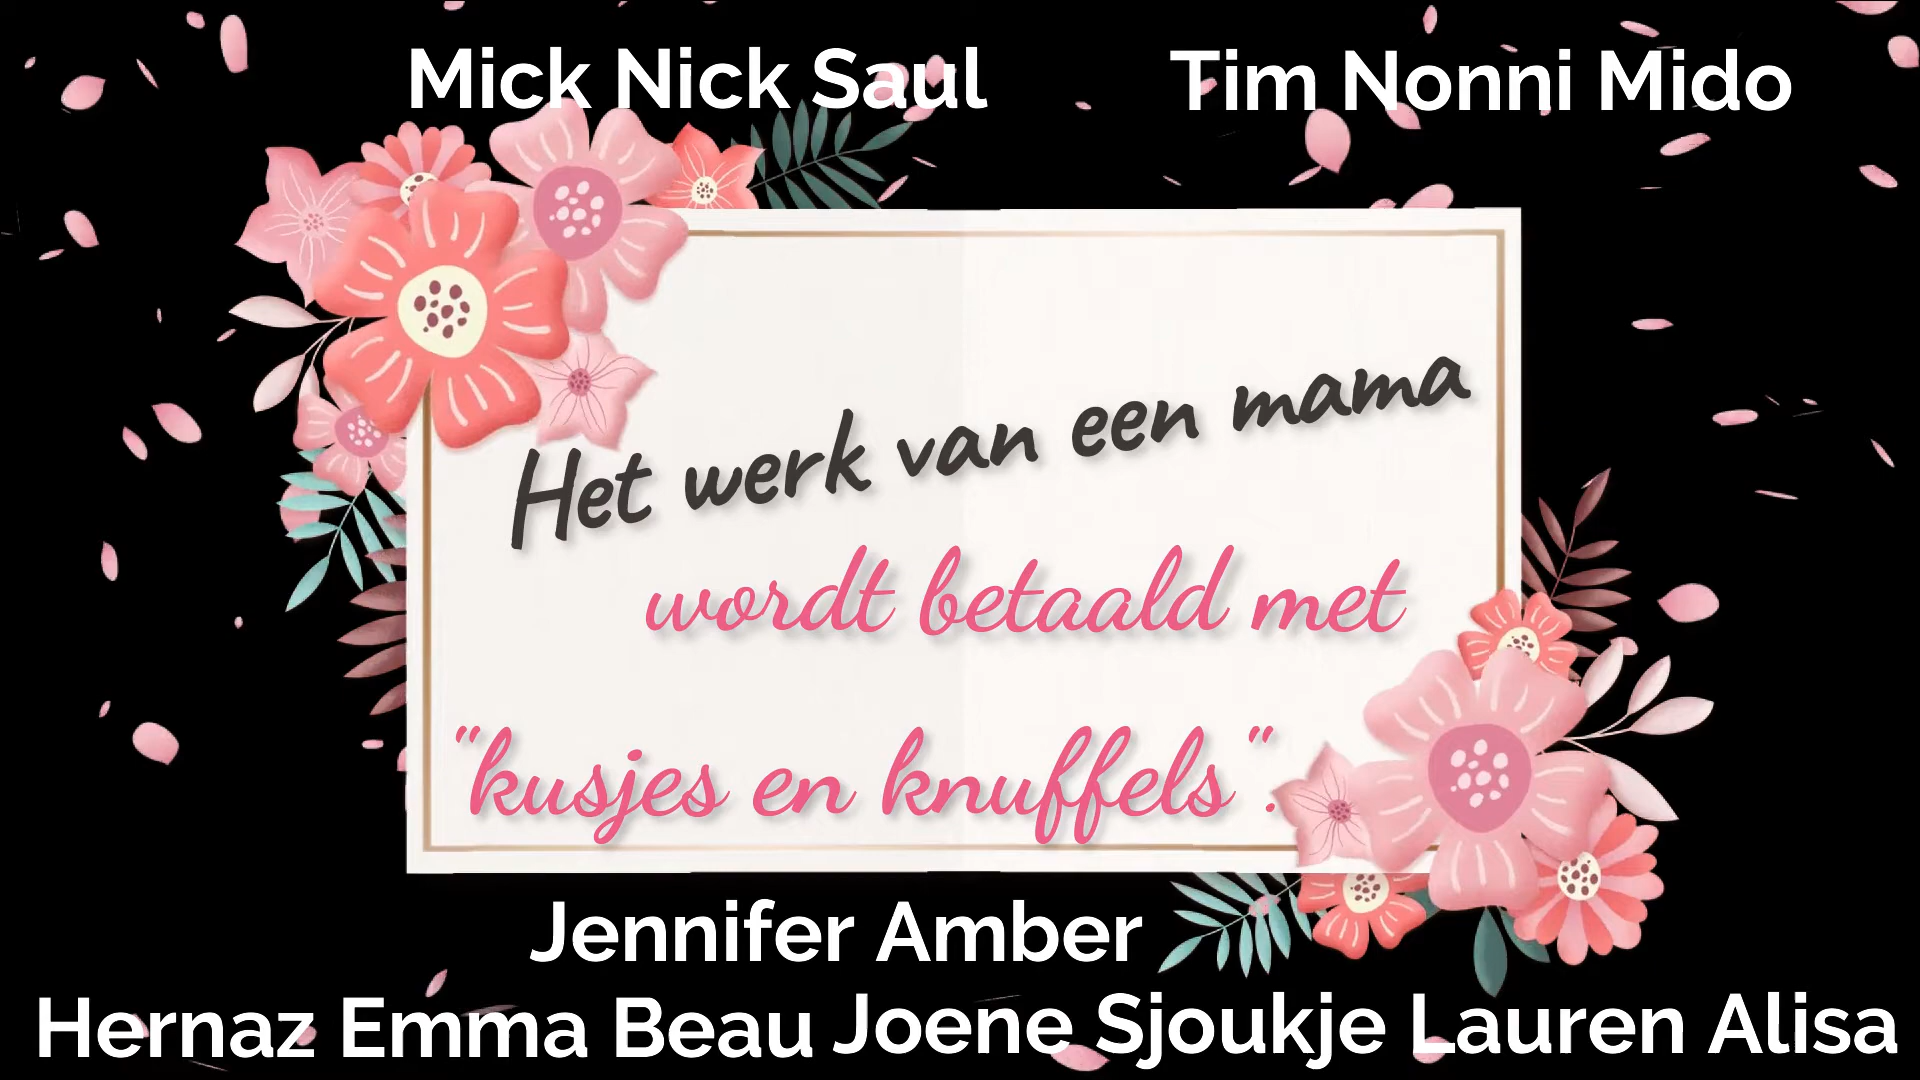 Mick Nick Saul
Tim Nonni Mido
Het werk van een mama
wordt betaald met
"kusjes en knuffels".
Jennifer Amber
Hernaz Emma Beau Joene Sjoukje Lauren Alisa